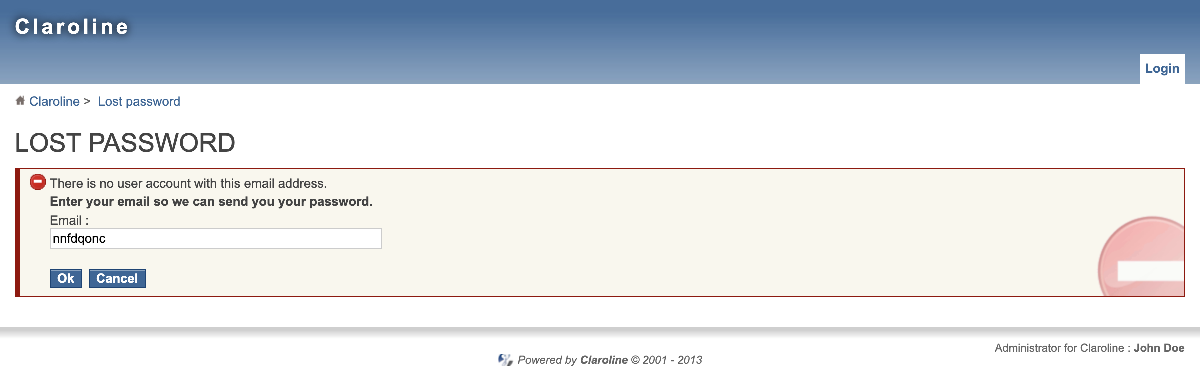 Claroline
Login
Claroline > Lost password
LOST PASSWORD
There is no user account with this email address.
Enter your email so we can send you your password.
Email :
nnfdqonc
Ok Cancel
Administrator for Claroline : John Doe
Powered by Claroline © 2001 - 2013